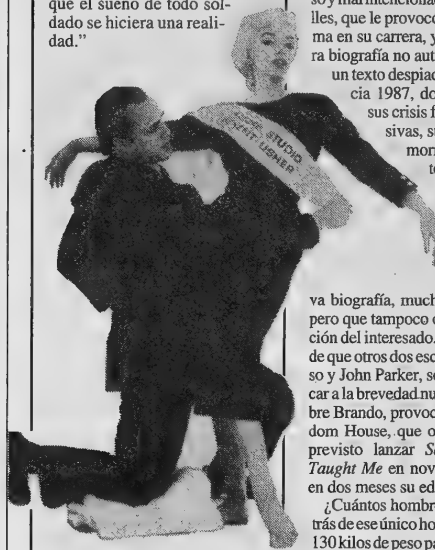 que el sueño de todo sol-
dado se hiciera una reali-
dad.”
STUDIO
USHER
so y mal intencionad
lles, que le provocó
ma en su carrera, y
ra biografía no aut
un texto despiad
cia 1987, do
sus crisis f
sivas, s
mor
t
va biografía, much
pero que tampoco c
ción del interesado.
de que otros dos esc
so y John Parker, se
car a la brevedad nu
bre Brando, provoc
dom House, que o
previsto lanzar S
Taught Me en nov
en dos meses su ed
¿Cuántos hombr
trás de ese único ho
130 kilos de peso pa